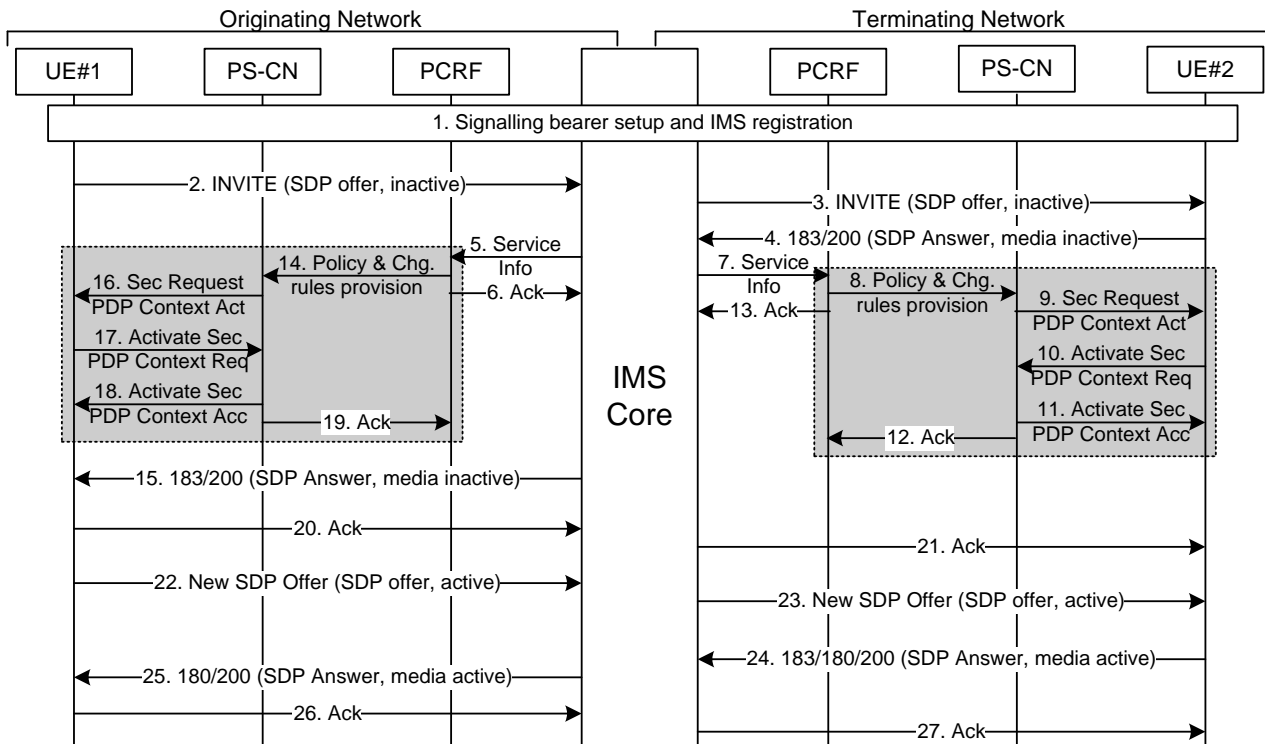 Originating Network
Terminating Network
UE#1
PS-CN
PCRF
PCRF
PS-CN
UE#2
1. Signalling bearer setup and IMS registration
2. INVITE (SDP offer, inactive)
3. INVITE (SDP offer, inactive)
4. 183/200 (SDP Answer, media inactive)
5. Service
Info
14. Policy & Chg.
rules provision
6. Ack
16. Sec Request
PDP Context Act
17. Activate Sec
PDP Context Req
18. Activate Sec
PDP Context Acc
19. Ack
7. Service
Info
8. Policy & Chg.
rules provision
13. Ack
9. Sec Request
PDP Context Act
10. Activate Sec
PDP Context Req
11. Activate Sec
PDP Context Acc
12. Ack
IMS
Core
15. 183/200 (SDP Answer, media inactive)
20. Ack
21. Ack
22. New SDP Offer (SDP offer, active)
23. New SDP Offer (SDP offer, active)
24. 183/180/200 (SDP Answer, media active)
25. 180/200 (SDP Answer, media active)
26. Ack
27. Ack